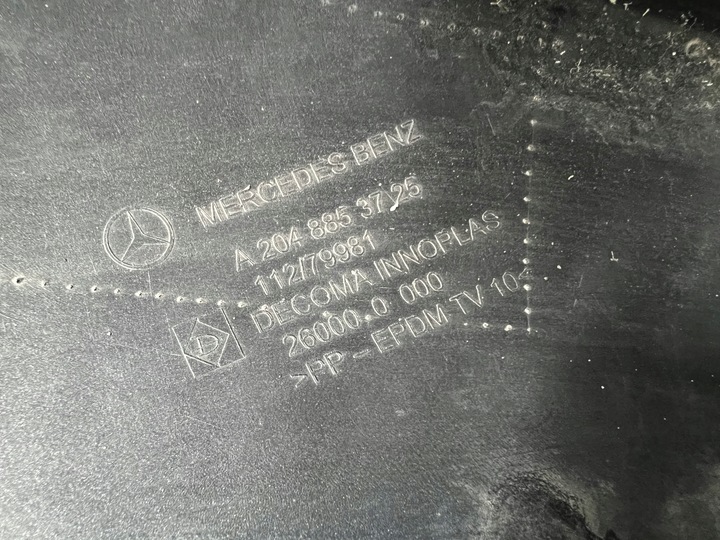 MERCEDES-BENZ
A 204 885 37 25
112/79981
DECOMA INNOPLAS
D
26000.0 000
>PP - EPDM TV 10<